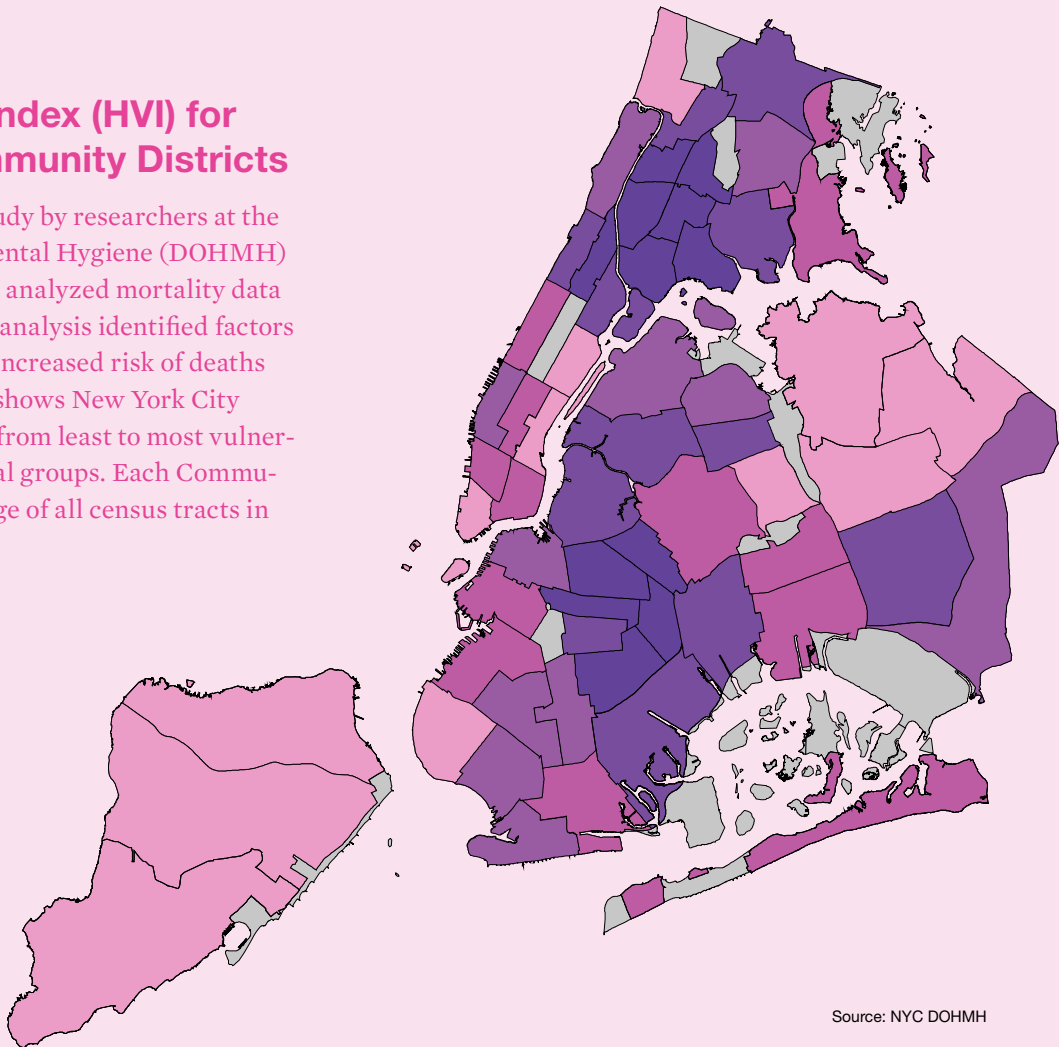 ndex (HVI) for
mmunity Districts
udy by researchers at the
ental Hygiene (DOHMH)
analyzed mortality data
analysis identified factors
ncreased risk of deaths
shows New York City
from least to most vulner-
al groups. Each Commu-
ge of all census tracts in
Source: NYC DOHMH